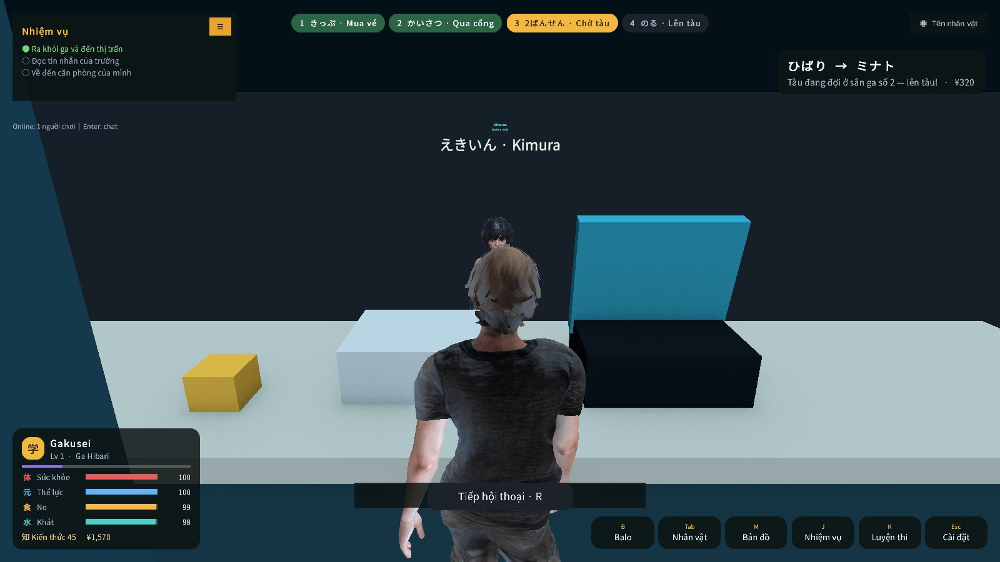 Nhiệm vụ
☰
Ra khỏi ga và đến thị trấn
Đọc tin nhắn của trường
Về đến căn phòng của mình
Online: 1 người chơi | Enter: chat
1 きっぷ · Mua vé
2 かいさつ · Qua cổng
3 2ばんせん · Chờ tàu
4 のる · Lên tàu
◉ Tên nhân vật
ひばり → ミナト
Tàu đang đợi ở sân ga số 2 — lên tàu! · ¥320
Kimura
えきいん · Kimura
学
Gakusei
Lv 1 · Ga Hibari
体 Sức khỏe 100
元 Thể lực 100
食 No 99
水 Khát 98
知 Kiến thức 45 ¥1,570
Tiếp hội thoại · R
B
Balo
Tab
Nhân vật
M
Bản đồ
J
Nhiệm vụ
K
Luyện thi
Esc
Cài đặt